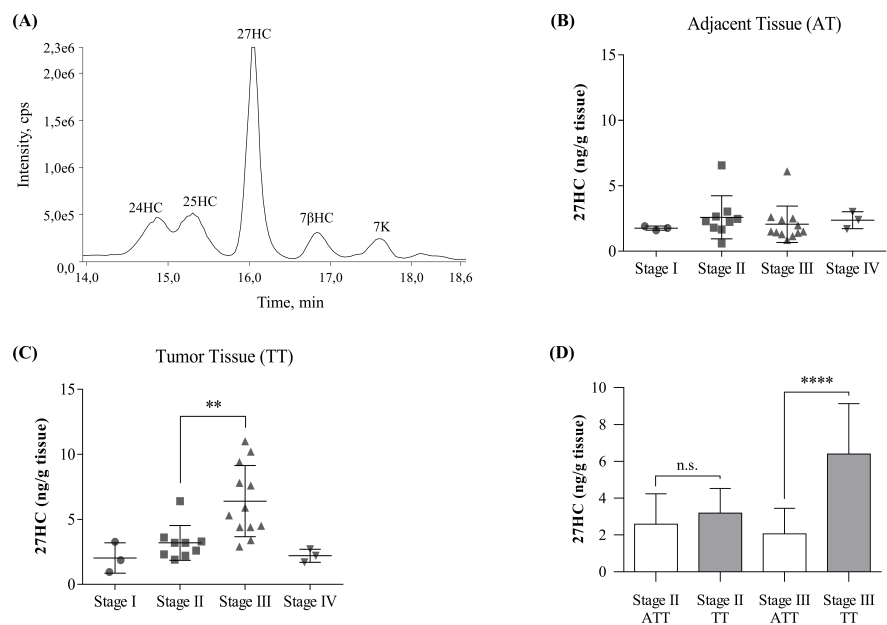 (A)
2,3e6
2,0e6
1,5e6
1,0e6
5,0e5
0,0
Intensity, cps
24HC
25HC
27HC
7βHC
7K
14,0 15,0 16,0 17,0 18,0 18,6
Time, min
(B)
Adjacent Tissue (AT)
27HC (ng/g tissue)
15
10
5
0
Stage I Stage II Stage III Stage IV
(C)
Tumor Tissue (TT)
27HC (ng/g tissue)
15
10
5
0
**
Stage I Stage II Stage III Stage IV
(D)
27HC (ng/g tissue)
10
8
6
4
2
0
n.s.
****
Stage II Stage II Stage III Stage III
ATT TT ATT TT